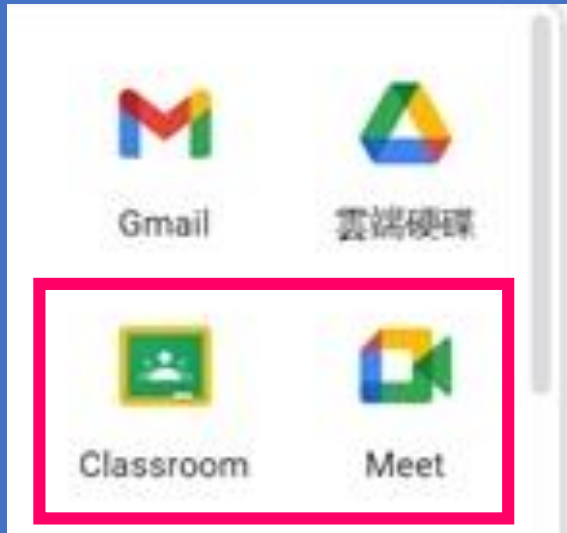 Gmail
雲端硬碟
Classroom
Meet